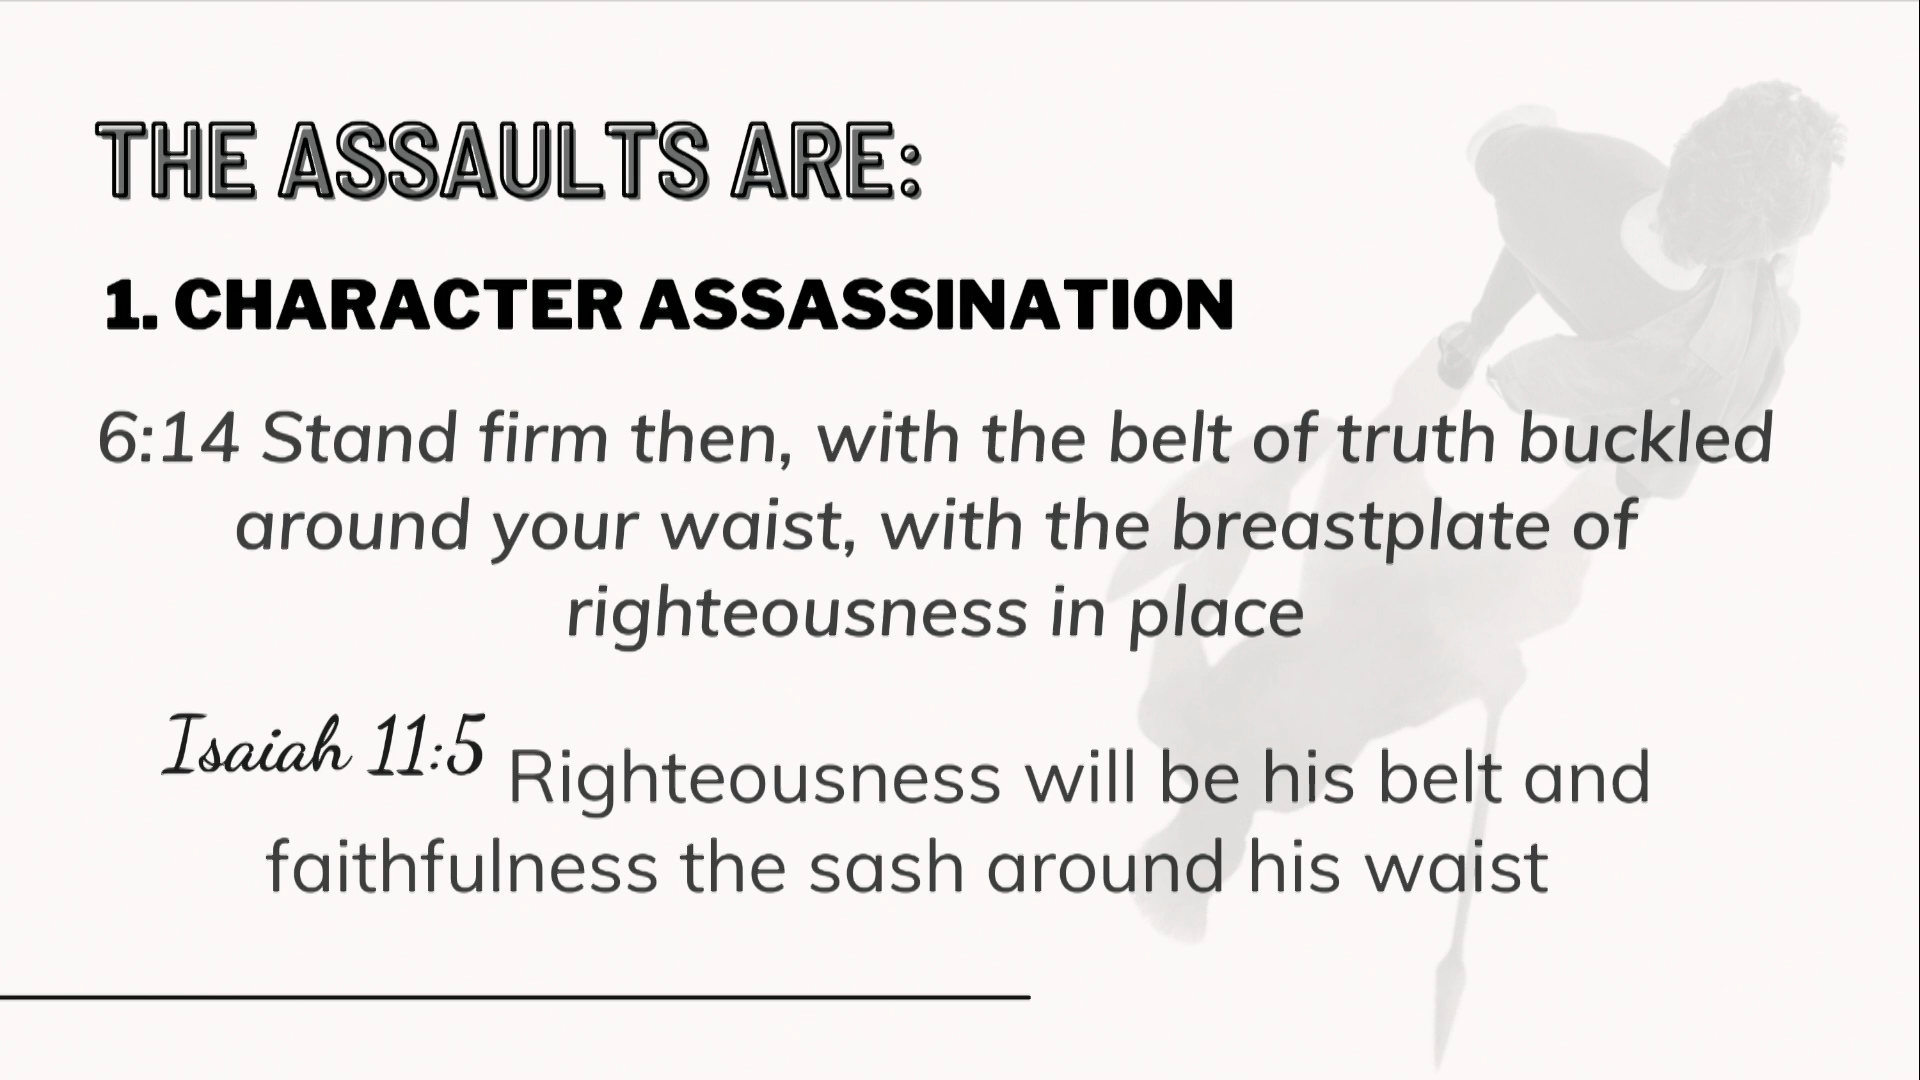 THE ASSAULTS ARE:
1. CHARACTER ASSASSINATION
6:14 Stand firm then, with the belt of truth buckled
around your waist, with the breastplate of
righteousness in place
Isaiah 11:5 Righteousness will be his belt and
faithfulness the sash around his waist